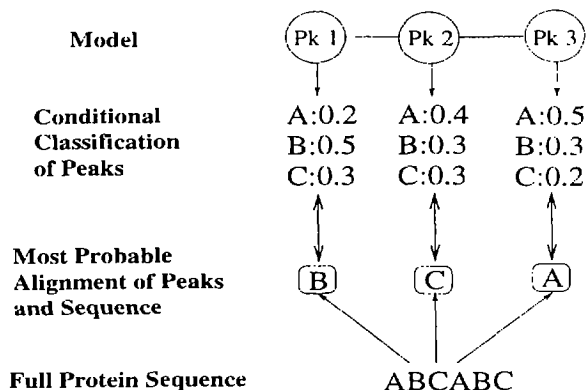 Model Pk 1 Pk 2 Pk 3
Conditional A:0.2 A:0.4 A:0.5
Classification B:0.5 B:0.3 B:0.3
of Peaks C:0.3 C:0.3 C:0.2
Most Probable
Alignment of Peaks B C A
and Sequence
Full Protein Sequence ABCABC